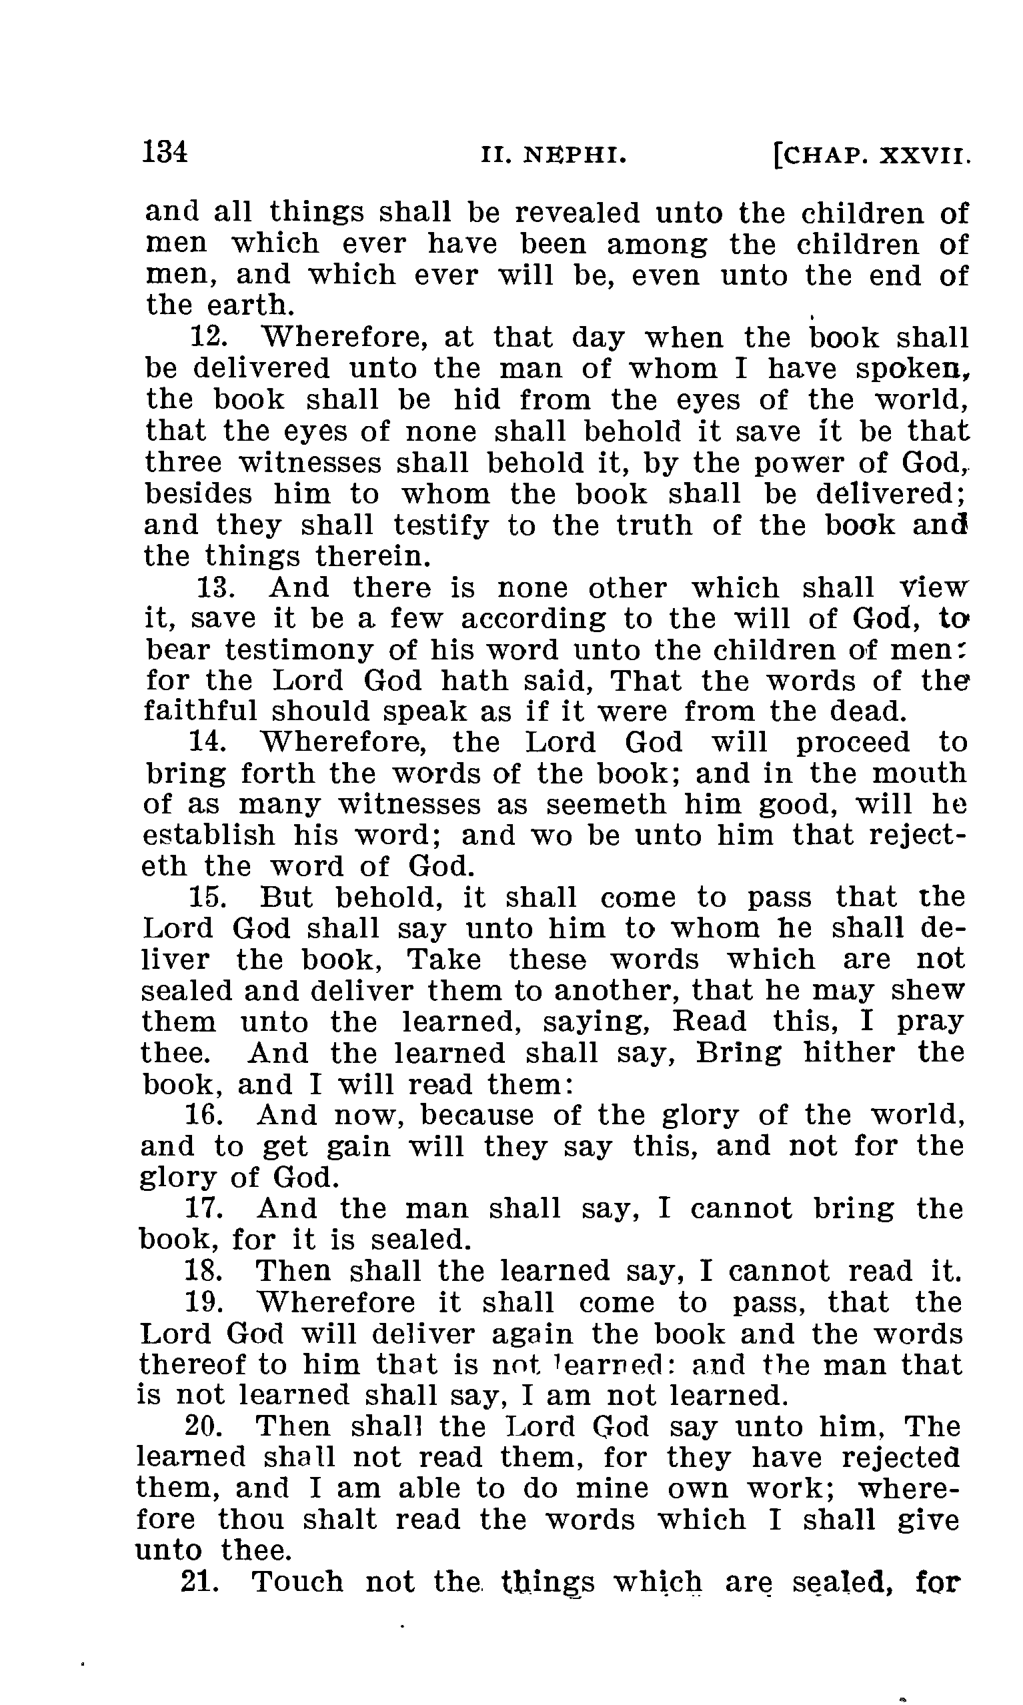 134 II. NEPHI. [CHAP. XXVII.
and all things shall be revealed unto the children of
men which ever have been among the children of
men, and which ever will be, even unto the end of
the earth.
12. Wherefore, at that day when the book shall
be delivered unto the man of whom I have spoken,
the book shall be hid from the eyes of the world,
that the eyes of none shall behold it save it be that
three witnesses shall behold it, by the power of God,
besides him to whom the book shall be delivered;
and they shall testify to the truth of the book and
the things therein.
13. And there is none other which shall view
it, save it be a few according to the will of God, to
bear testimony of his word unto the children of men:
for the Lord God hath said, That the words of the
faithful should speak as if it were from the dead.
14. Wherefore, the Lord God will proceed to
bring forth the words of the book; and in the mouth
of as many witnesses as seemeth him good, will he
establish his word; and wo be unto him that reject-
eth the word of God.
15. But behold, it shall come to pass that the
Lord God shall say unto him to whom he shall de-
liver the book, Take these words which are not
sealed and deliver them to another, that he may shew
them unto the learned, saying, Read this, I pray
thee. And the learned shall say, Bring hither the
book, and I will read them:
16. And now, because of the glory of the world,
and to get gain will they say this, and not for the
glory of God.
17. And the man shall say, I cannot bring the
book, for it is sealed.
18. Then shall the learned say, I cannot read it.
19. Wherefore it shall come to pass, that the
Lord God will deliver again the book and the words
thereof to him that is not learned: and the man that
is not learned shall say, I am not learned.
20. Then shall the Lord God say unto him, The
learned shall not read them, for they have rejected
them, and I am able to do mine own work; where-
fore thou shalt read the words which I shall give
unto thee.
21. Touch not the things which are sealed, for